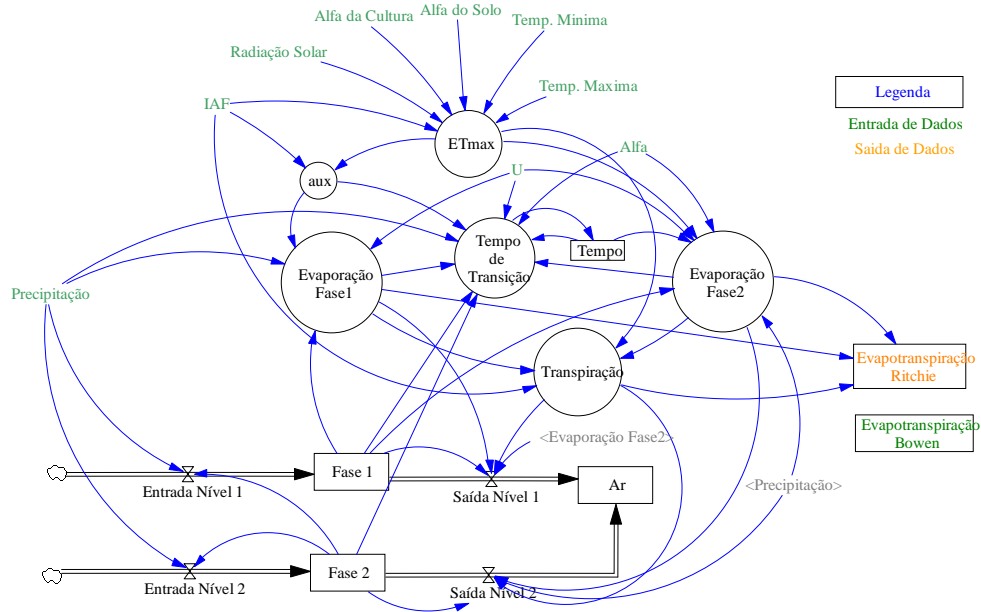 Alfa da Cultura
Alfa do Solo
Temp. Minima
Radiação Solar
Temp. Maxima
Legenda
IAF
Entrada de Dados
ETmax
Alfa
Saida de Dados
aux
U
Tempo
de
Transição
Tempo
Evaporação
Fase1
Evaporação
Fase2
Precipitação
Transpiração
Evapotranspiração
Ritchie
Evapotranspiração
Bowen
<Evaporação Fase2>
Fase 1
Entrada Nível 1
Saída Nível 1
Ar
<Precipitação>
Fase 2
Entrada Nível 2
Saída Nível 2